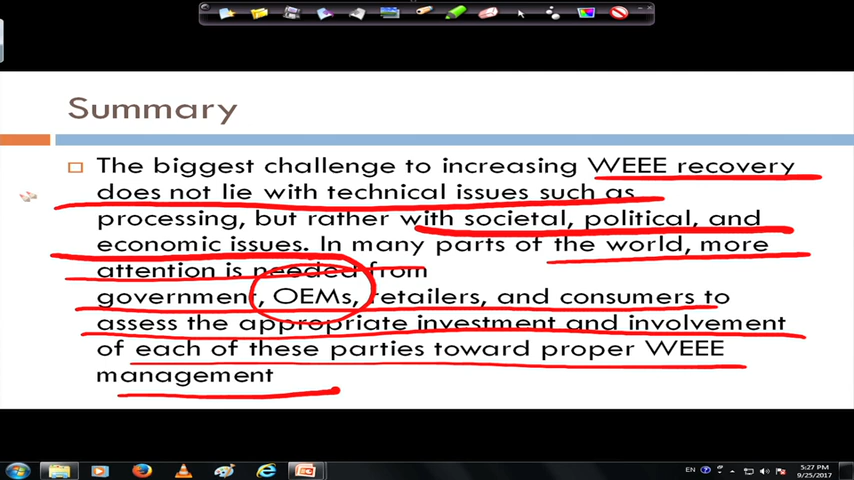 Summary
The biggest challenge to increasing WEEE recovery
does not lie with technical issues such as
processing, but rather with societal, political, and
economic issues. In many parts of the world, more
attention is needed from
government, OEMs, retailers, and consumers to
assess the appropriate investment and involvement
of each of these parties toward proper WEEE
management
EN
5:27 PM
9/25/2017